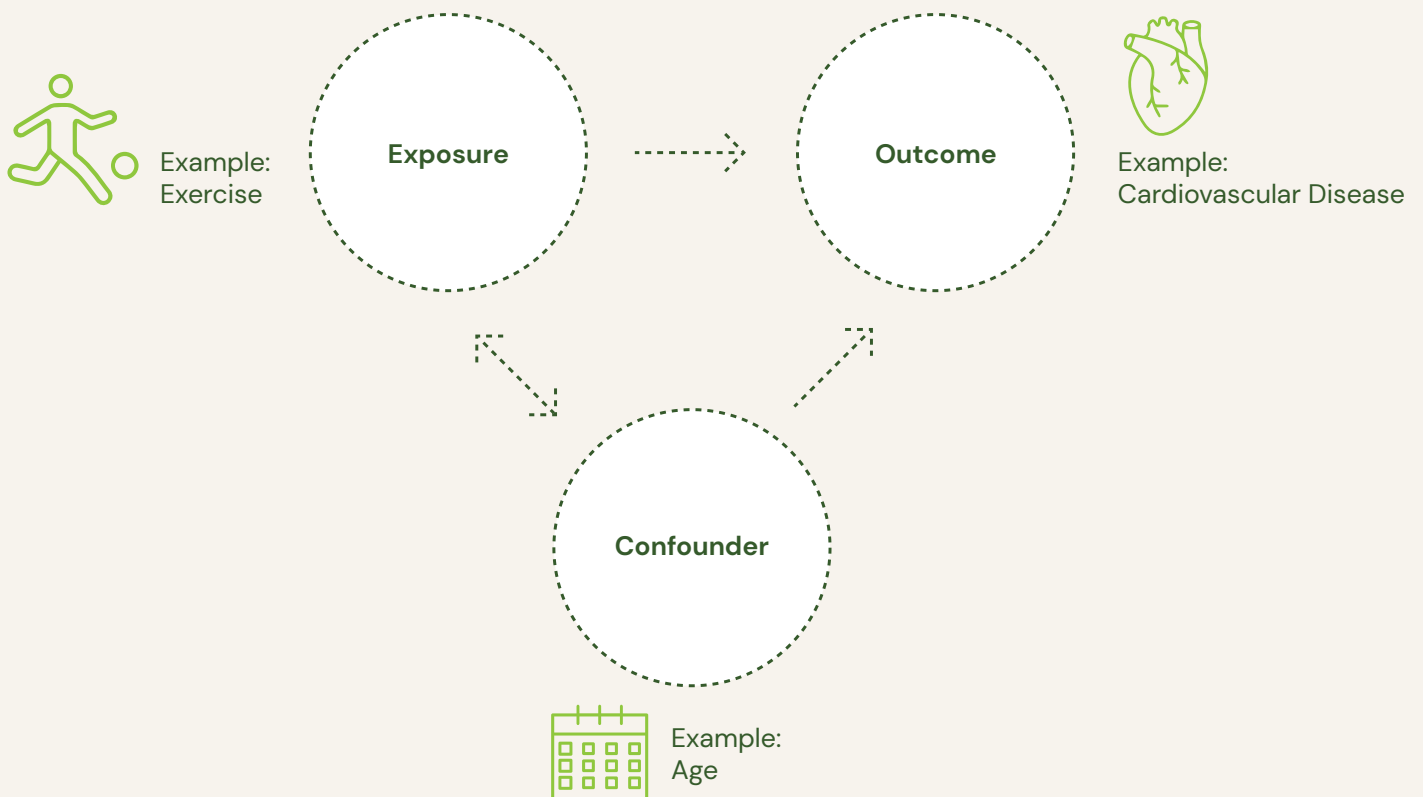 Exposure
Outcome
Example:
Exercise
Example:
Cardiovascular Disease
Confounder
Example:
Age